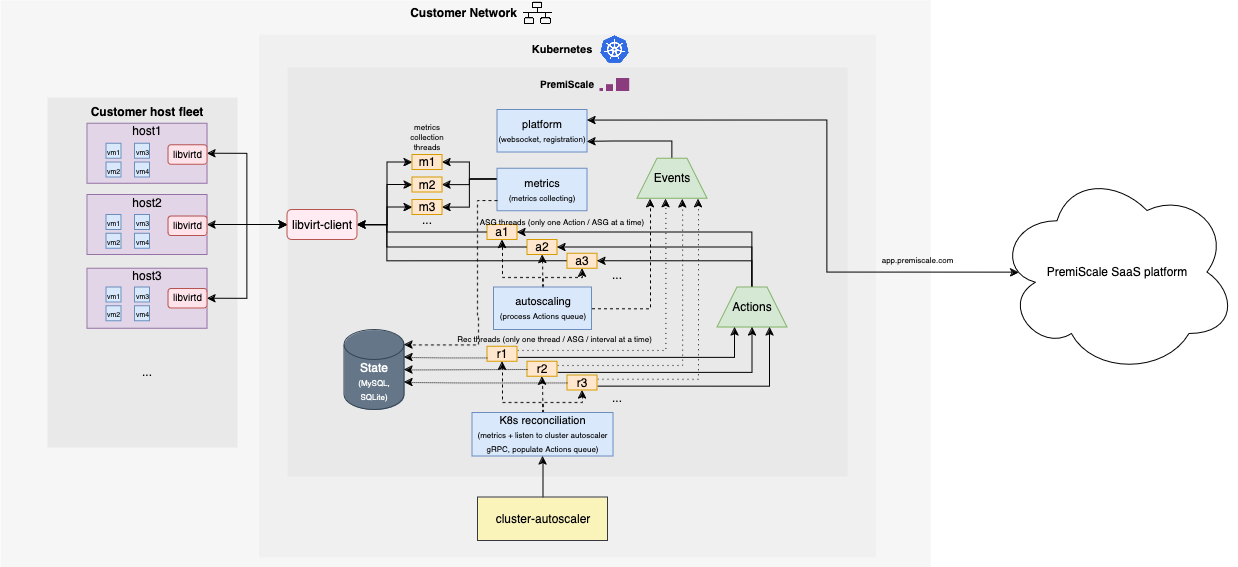 Customer Network
Kubernetes
PremiScale
Customer host fleet
host1
vm1
vm3
vm2
vm4
libvirtd
host2
vm1
vm3
vm2
vm4
libvirtd
host3
vm1
vm3
vm2
vm4
libvirtd
...
libvirt-client
metrics
collection
threads
m1
m2
m3
...
platform
(websocket, registration)
metrics
(metrics collecting)
Events
ASG threads (only one Action / ASG at a time)
a1
a2
a3
...
autoscaling
(process Actions queue)
Actions
Rec threads (only one thread / ASG / interval at a time)
r1
r2
r3
...
State
(MySQL,
SQLite)
K8s reconciliation
(metrics + listen to cluster autoscaler
gRPC, populate Actions queue)
cluster-autoscaler
app.premiscale.com
PremiScale SaaS platform